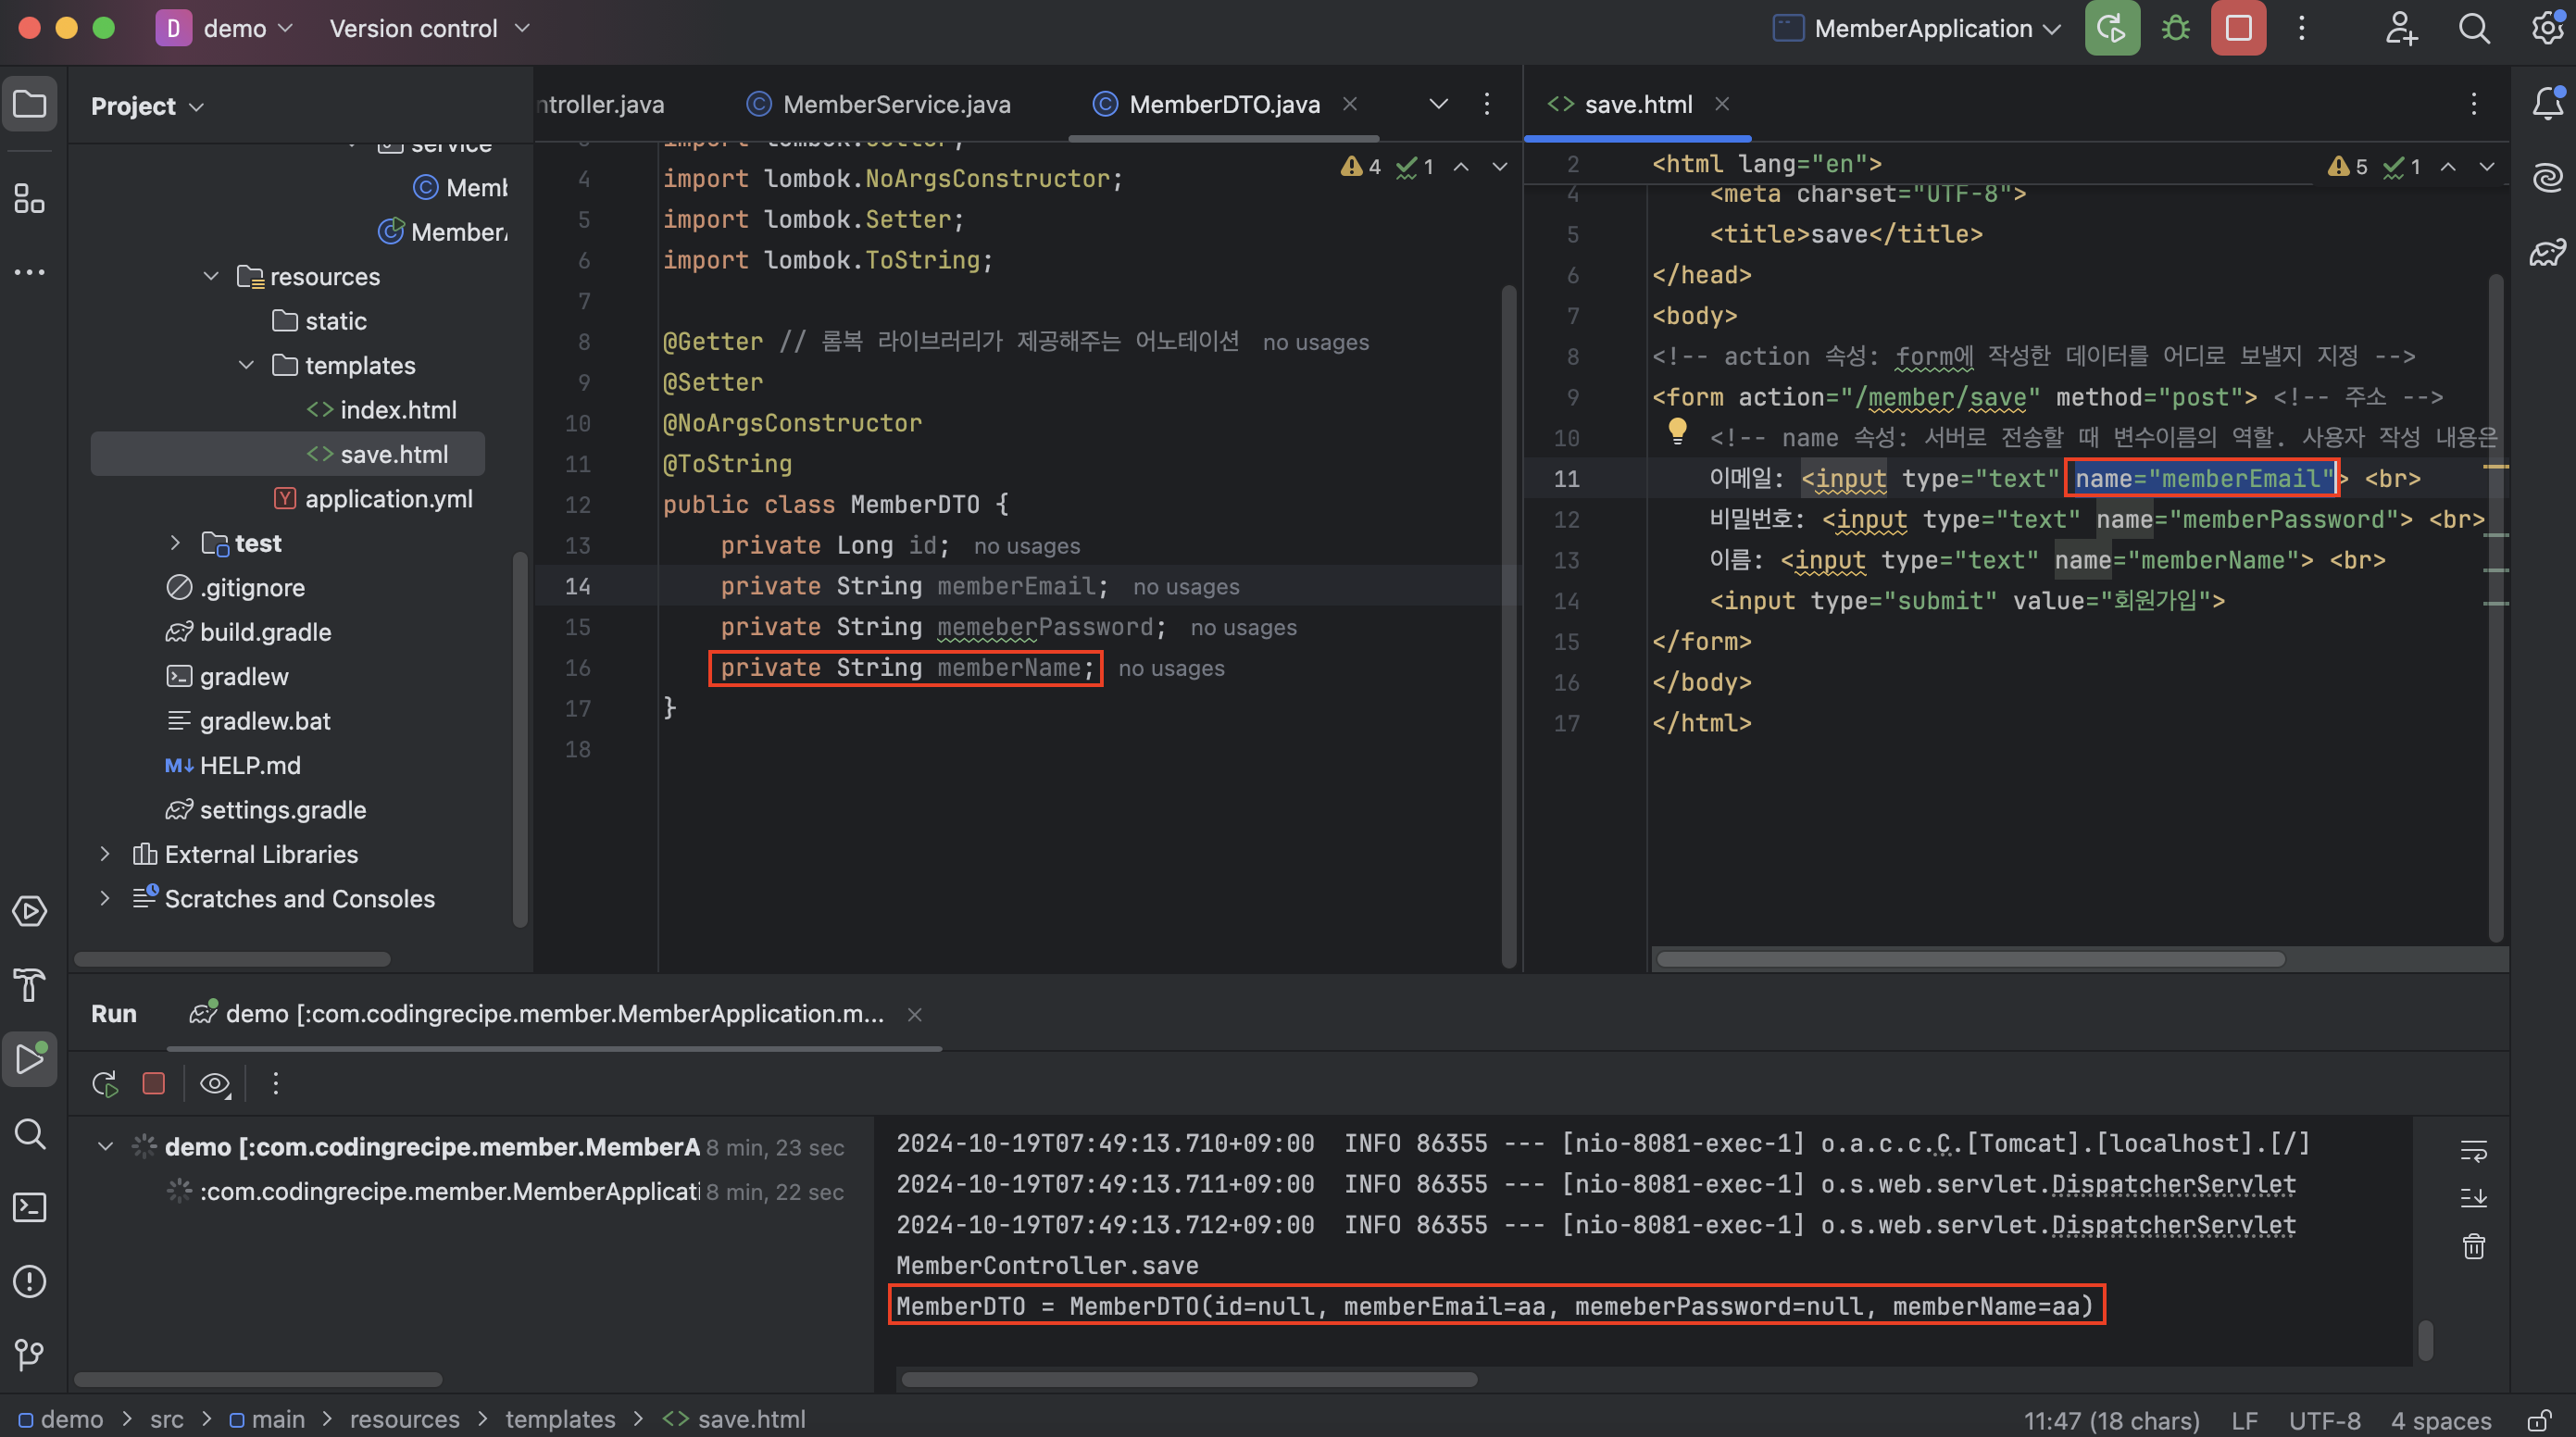 D demo Version control MemberApplication
Project
service
Memb
MemberA
resources
static
templates
index.html
save.html
application.yml
test
.gitignore
build.gradle
gradlew
gradlew.bat
HELP.md
settings.gradle
External Libraries
Scratches and Consoles
ntroller.java MemberService.java MemberDTO.java
4 1
4 import lombok.NoArgsConstructor;
5 import lombok.Setter;
6 import lombok.ToString;
7
8 @Getter // 롬복 라이브러리가 제공해주는 어노테이션 no usages
9 @Setter
10 @NoArgsConstructor
11 @ToString
12 public class MemberDTO {
13 private Long id; no usages
14 private String memberEmail; no usages
15 private String memeberPassword; no usages
16 private String memberName; no usages
17 }
18
save.html
5 1
2 <html lang="en">
4 <meta charset="UTF-8">
5 <title>save</title>
6 </head>
7 <body>
8 <!-- action 속성: form에 작성한 데이터를 어디로 보낼지 지정 -->
9 <form action="/member/save" method="post"> <!-- 주소 -->
10 <!-- name 속성: 서버로 전송할 때 변수이름의 역할. 사용자 작성 내용은
11 이메일: <input type="text" name="memberEmail"> <br>
12 비밀번호: <input type="text" name="memberPassword"> <br>
13 이름: <input type="text" name="memberName"> <br>
14 <input type="submit" value="회원가입">
15 </form>
16 </body>
17 </html>
Run demo [:com.codingrecipe.member.MemberApplication.m...
demo [:com.codingrecipe.member.MemberA 8 min, 23 sec
:com.codingrecipe.member.MemberApplicati 8 min, 22 sec
2024-10-19T07:49:13.710+09:00 INFO 86355 --- [nio-8081-exec-1] o.a.c.c.C.[Tomcat].[localhost].[/]
2024-10-19T07:49:13.711+09:00 INFO 86355 --- [nio-8081-exec-1] o.s.web.servlet.DispatcherServlet
2024-10-19T07:49:13.712+09:00 INFO 86355 --- [nio-8081-exec-1] o.s.web.servlet.DispatcherServlet
MemberController.save
MemberDTO = MemberDTO(id=null, memberEmail=aa, memeberPassword=null, memberName=aa)
demo > src > main > resources > templates > save.html
11:47 (18 chars) LF UTF-8 4 spaces